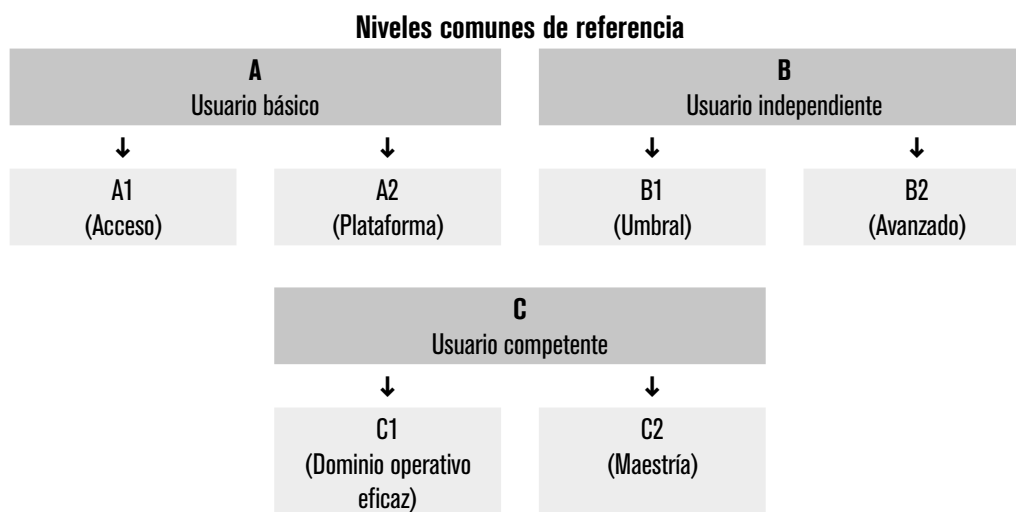 Niveles comunes de referencia
A
Usuario básico
B
Usuario independiente
↓
↓
↓
↓
A1
(Acceso)
A2
(Plataforma)
B1
(Umbral)
B2
(Avanzado)
C
Usuario competente
↓
↓
C1
(Dominio operativo
eficaz)
C2
(Maestría)